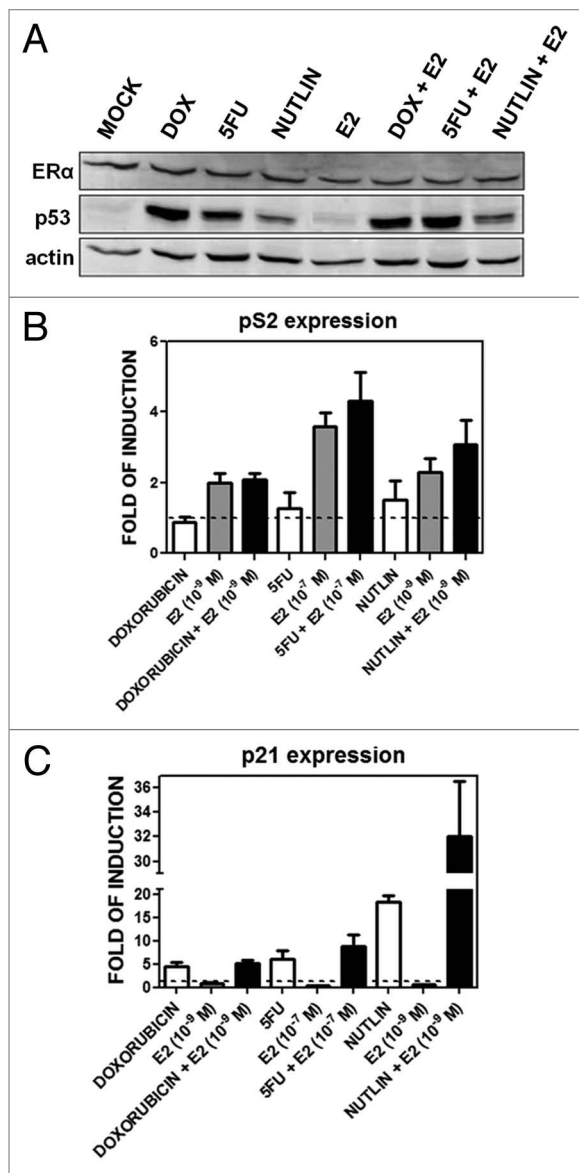 A
MOCK
DOX
5FU
NUTLIN
E2
DOX + E2
5FU + E2
NUTLIN + E2
ERα
p53
actin
B
pS2 expression
FOLD OF INDUCTION
6
4
2
0
DOXORUBICIN
E2 (10⁻⁹ M)
DOXORUBICIN + E2 (10⁻⁹ M)
5FU
E2 (10⁻⁷ M)
5FU + E2 (10⁻⁷ M)
NUTLIN
E2 (10⁻⁹ M)
NUTLIN + E2 (10⁻⁹ M)
C
p21 expression
FOLD OF INDUCTION
36
34
32
30
20
15
10
5
0
DOXORUBICIN
E2 (10⁻⁹ M)
DOXORUBICIN + E2 (10⁻⁹ M)
5FU
E2 (10⁻⁷ M)
5FU + E2 (10⁻⁷ M)
NUTLIN
E2 (10⁻⁹ M)
NUTLIN + E2 (10⁻⁹ M)